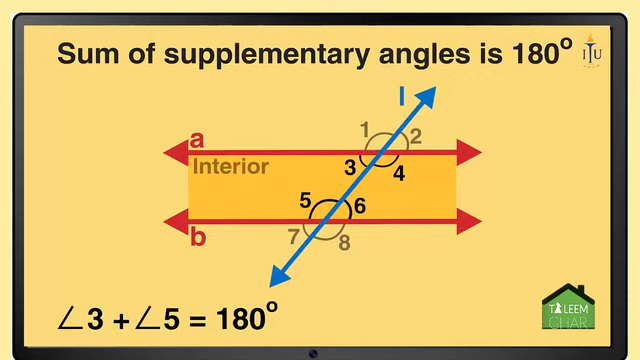 Sum of supplementary angles is 180°
ITU
l
1 2
a
Interior
3 4
5 6
b
7 8
∠3 + ∠5 = 180°
TALEEM
GHAR